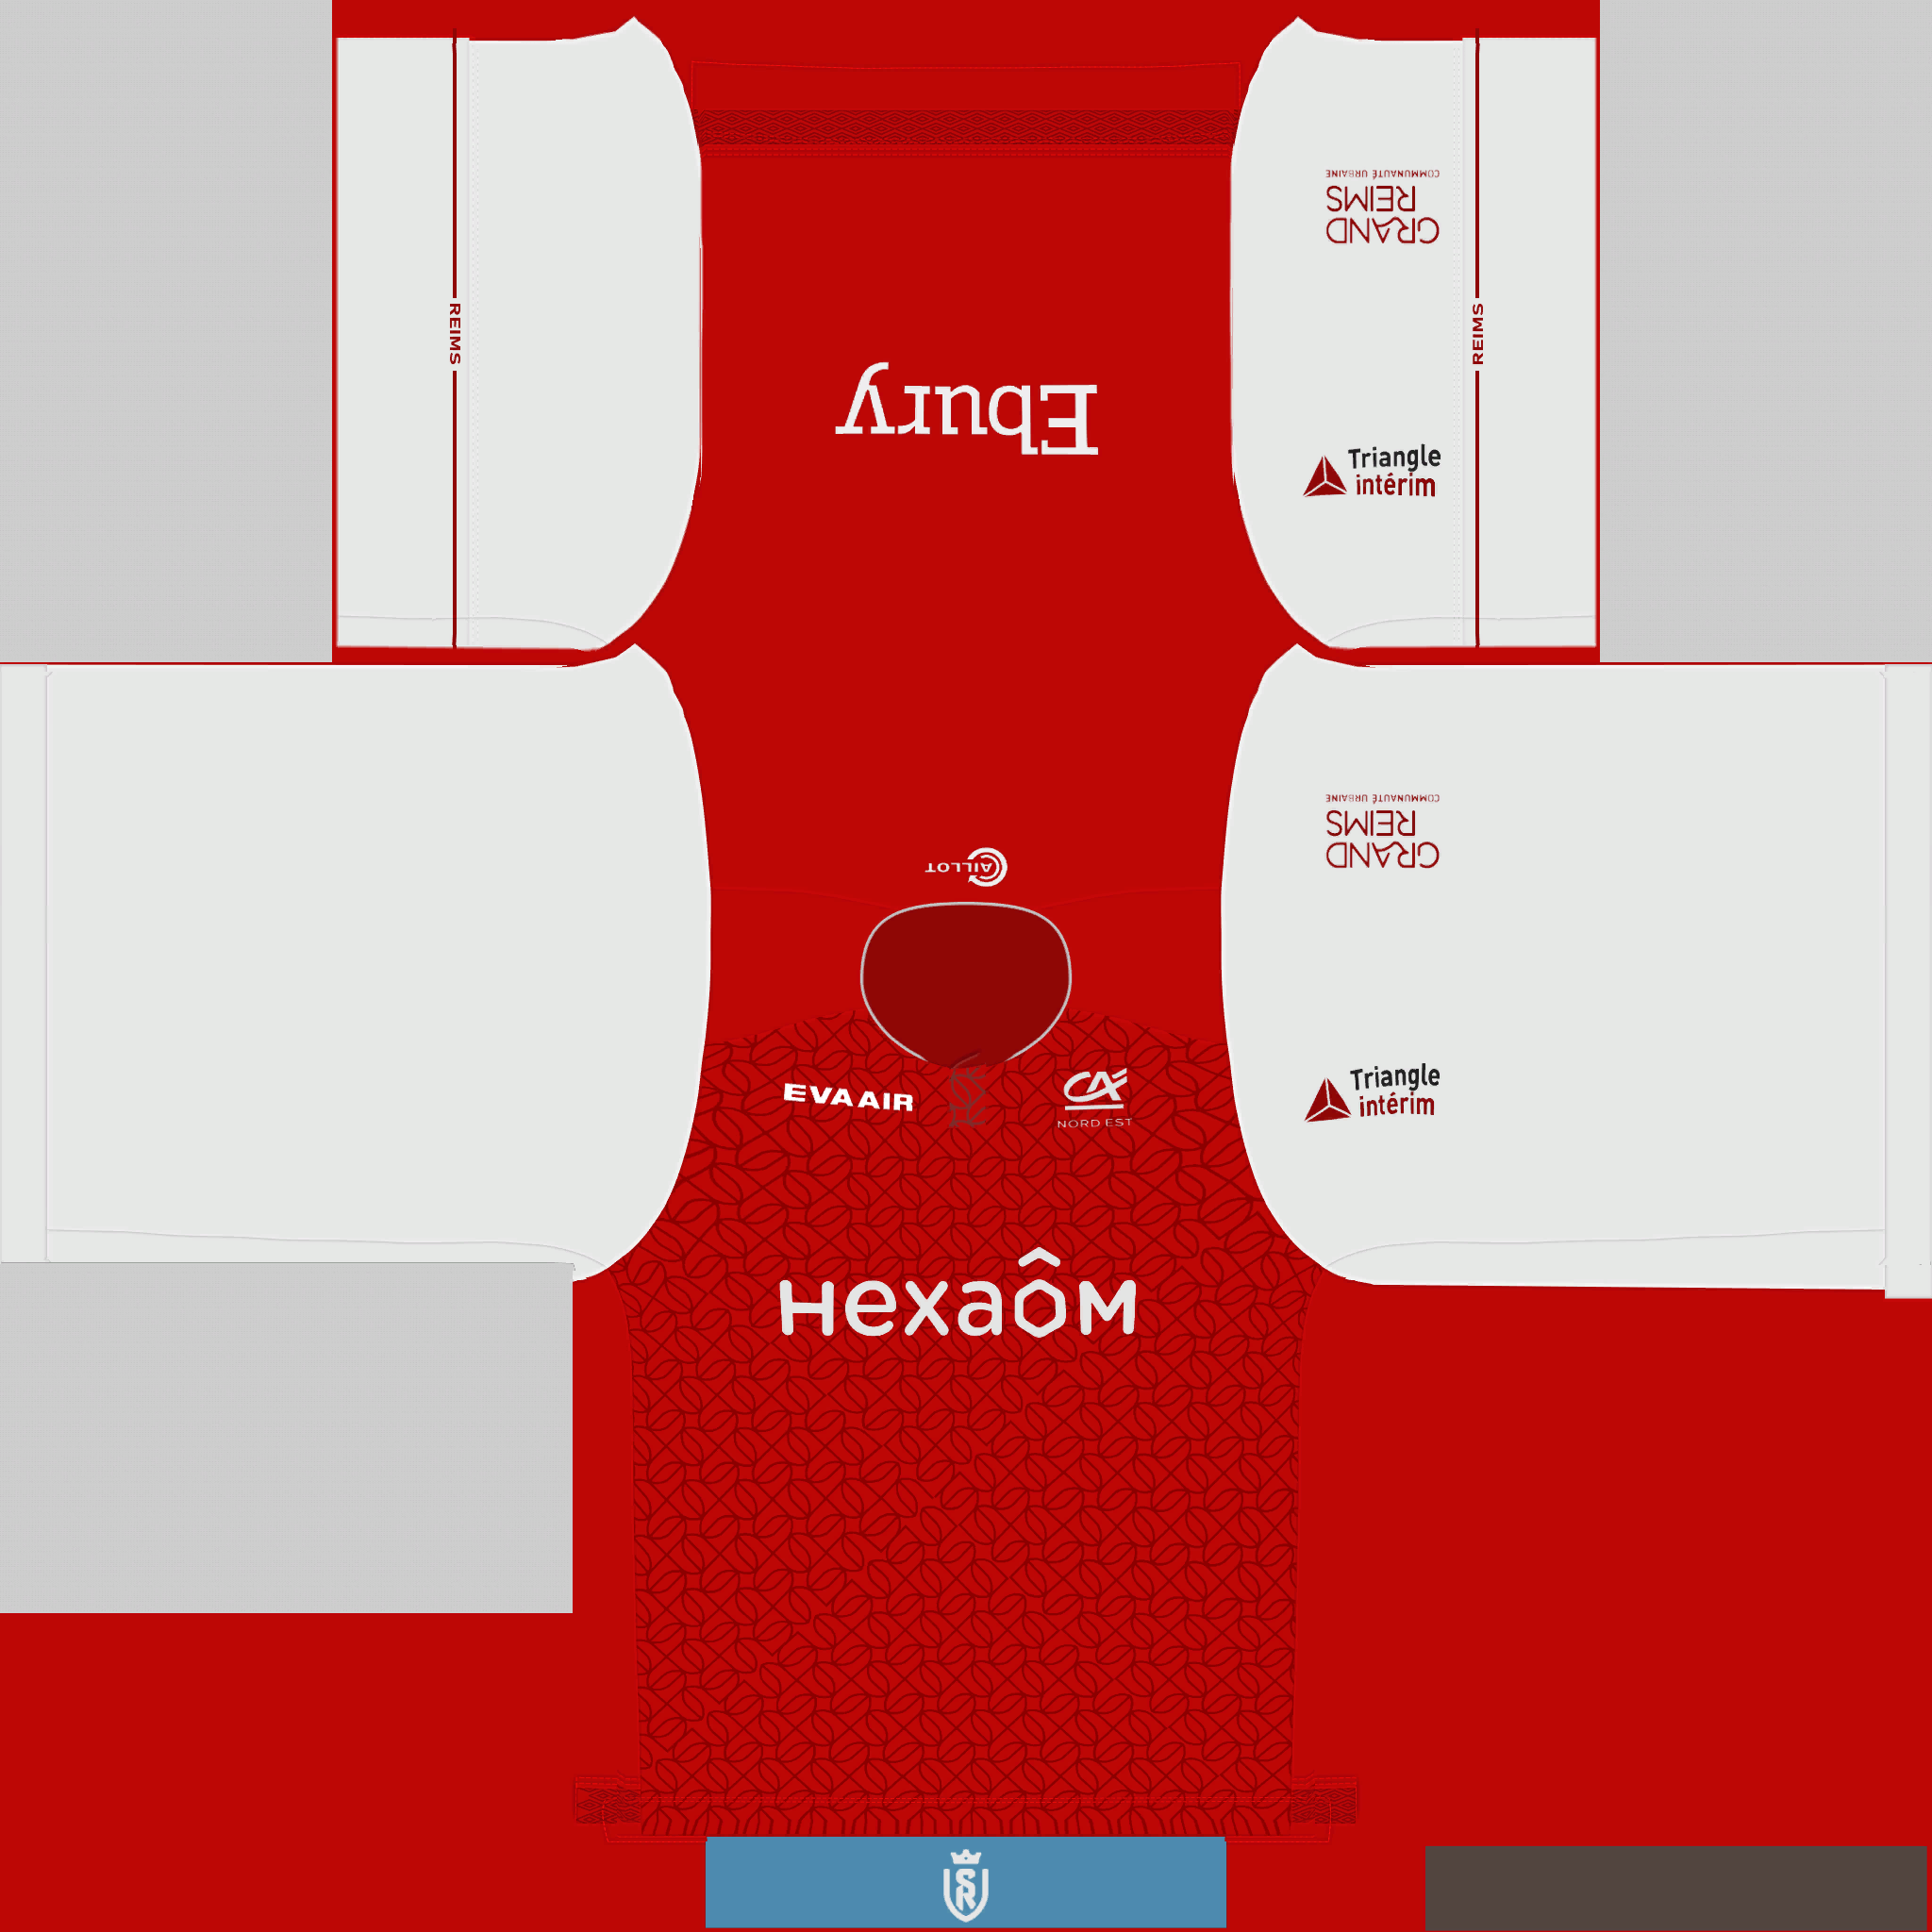 COMMUNAUTÉ URBAINE
REIMS
GRAND
REIMS
REIMS
Ebury
Triangle
intérim
COMMUNAUTÉ URBAINE
REIMS
GRAND
CAILLOT
EVA AIR
CA
NORD EST
Triangle
intérim
HexaÔM
SR